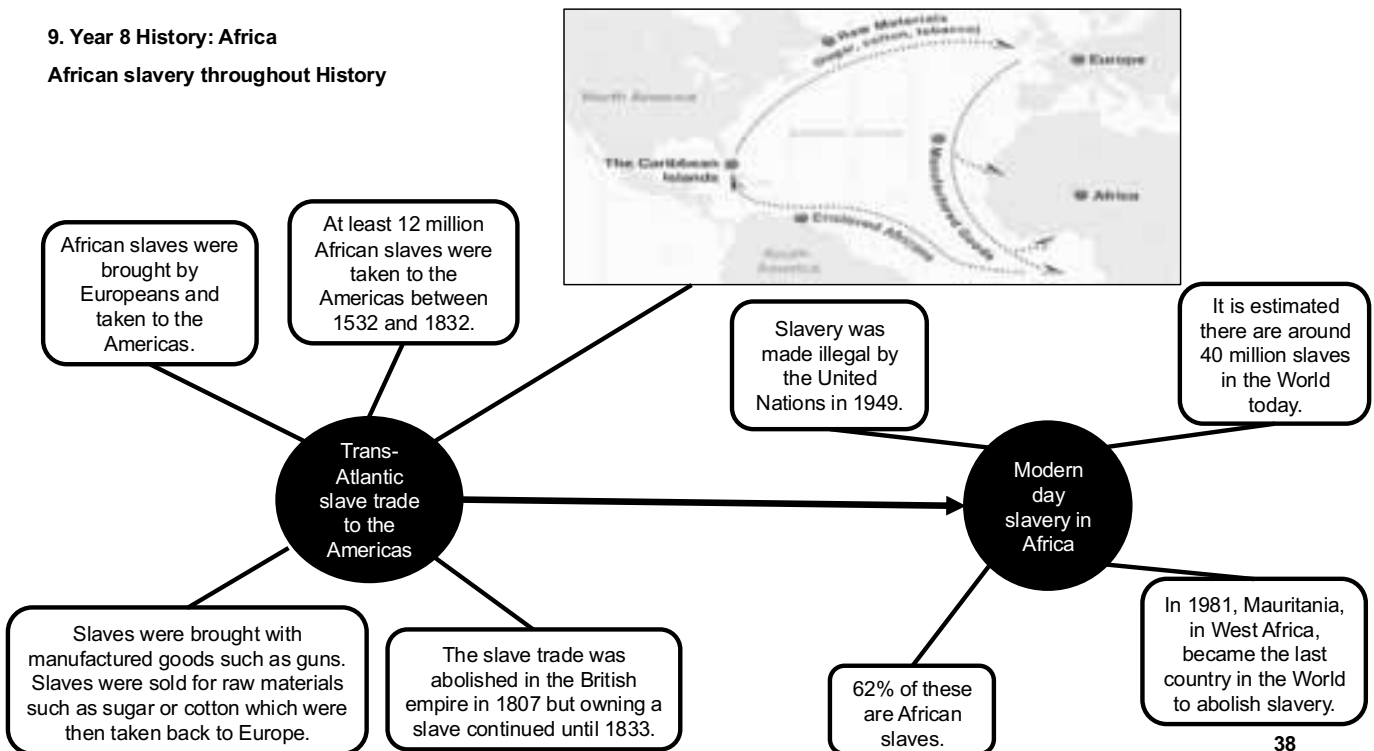 9. Year 8 History: Africa
African slavery throughout History
Raw Materials
(sugar, cotton, tobacco)
Europe
North America
The Caribbean
Islands
Manufactured Goods
Africa
Enslaved Africans
South
America
African slaves were
brought by
Europeans and
taken to the
Americas.
At least 12 million
African slaves were
taken to the
Americas between
1532 and 1832.
Slavery was
made illegal by
the United
Nations in 1949.
It is estimated
there are around
40 million slaves
in the World
today.
Trans-
Atlantic
slave trade
to the
Americas
Modern
day
slavery in
Africa
Slaves were brought with
manufactured goods such as guns.
Slaves were sold for raw materials
such as sugar or cotton which were
then taken back to Europe.
The slave trade was
abolished in the British
empire in 1807 but owning a
slave continued until 1833.
62% of these
are African
slaves.
In 1981, Mauritania,
in West Africa,
became the last
country in the World
to abolish slavery.
38